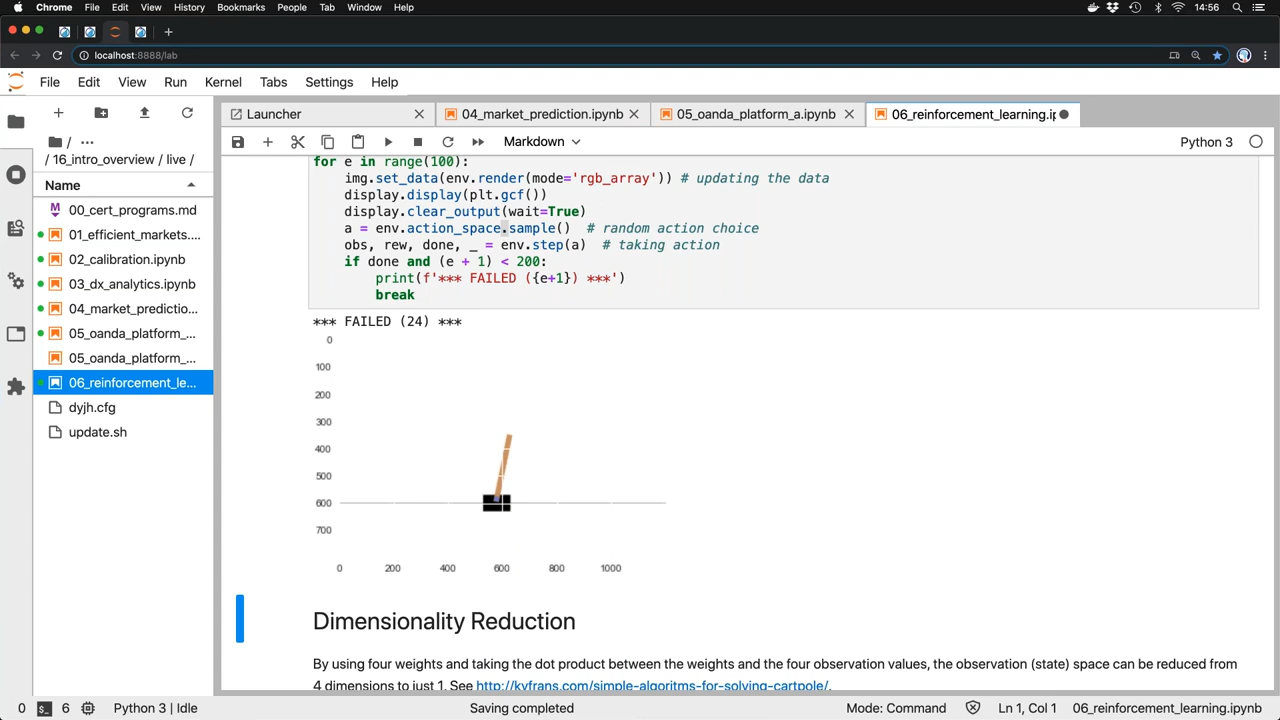 Chrome File Edit View History Bookmarks People Tab Window Help 14:56
localhost:8888/lab
File Edit View Run Kernel Tabs Settings Help
Launcher 04_market_prediction.ipynb 05_oanda_platform_a.ipynb 06_reinforcement_learning.ip
/ ...
/ 16_intro_overview / live /
Markdown Python 3
Name
00_cert_programs.md
01_efficient_markets....
02_calibration.ipynb
03_dx_analytics.ipynb
04_market_predictio...
05_oanda_platform_...
05_oanda_platform_...
06_reinforcement_le...
dyjh.cfg
update.sh
for e in range(100):
img.set_data(env.render(mode='rgb_array')) # updating the data
display.display(plt.gcf())
display.clear_output(wait=True)
a = env.action_space.sample() # random action choice
obs, rew, done, _ = env.step(a) # taking action
if done and (e + 1) < 200:
print(f'*** FAILED ({e+1}) ***')
break
*** FAILED (24) ***
0
100
200
300
400
500
600
700
0 200 400 600 800 1000
Dimensionality Reduction
By using four weights and taking the dot product between the weights and the four observation values, the observation (state) space can be reduced from
4 dimensions to just 1. See http://kvfrans.com/simple-algoritms-for-solving-cartpole/.
0 $_ 6 Python 3 | Idle Saving completed Mode: Command Ln 1, Col 1 06_reinforcement_learning.ipynb